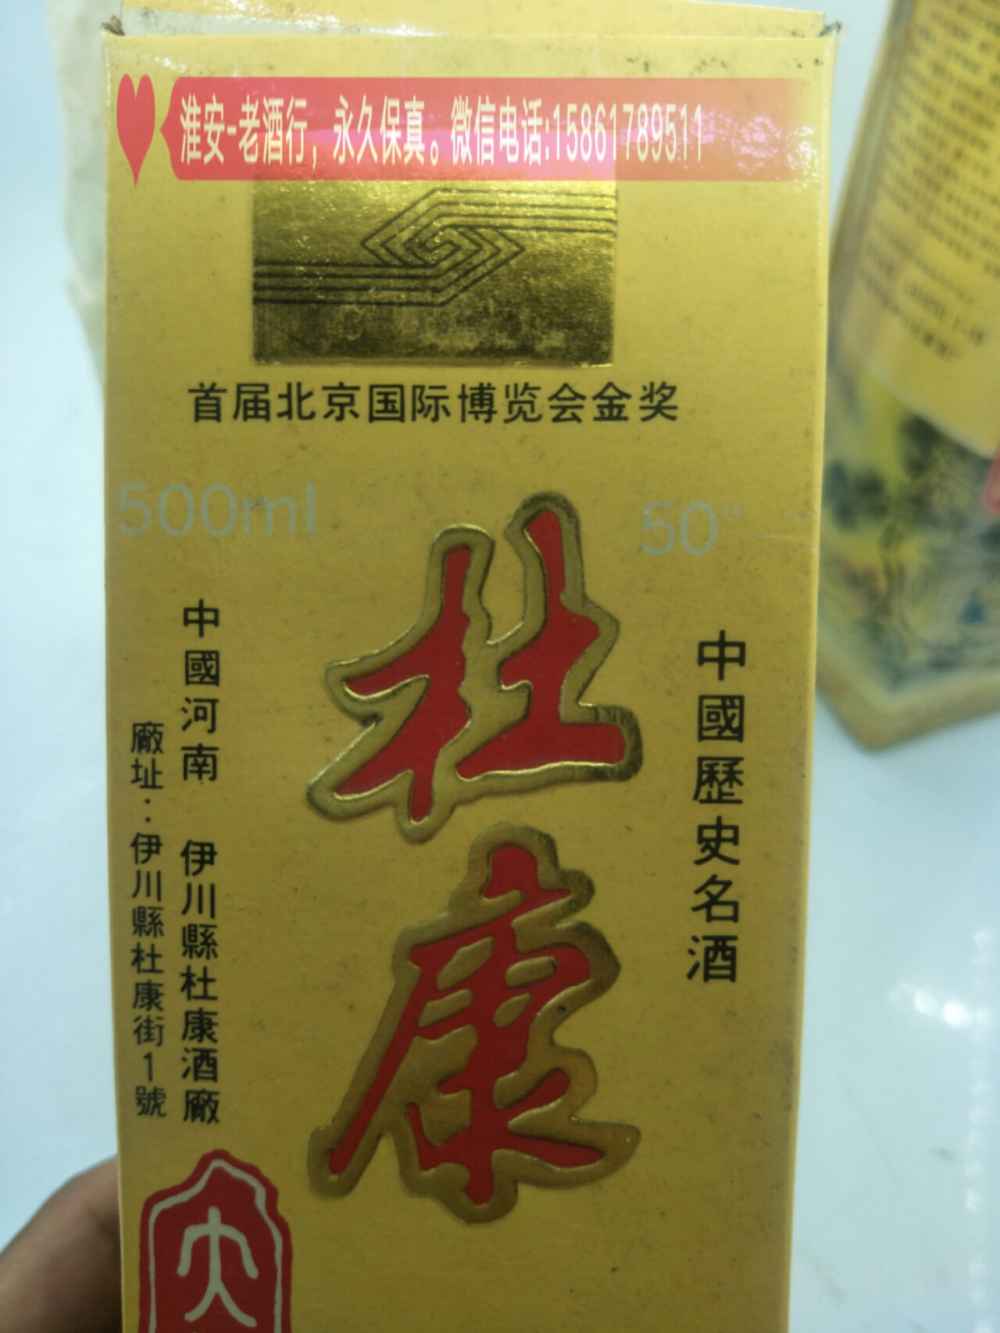 淮安-老酒行，永久保真。微信电话:15861789511
首届北京国际博览会金奖
500ml
50
杜康
中國歷史名酒
中國河南 伊川縣杜康酒廠
廠址：伊川縣杜康街1號